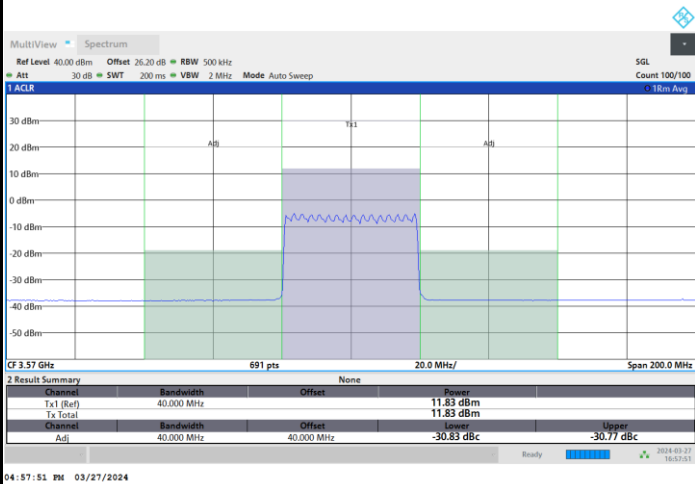 MultiView Spectrum
Ref Level 40.00 dBm Offset 26.20 dB RBW 500 kHz SGL
Att 30 dB SWT 200 ms VBW 2 MHz Mode Auto Sweep Count 100/100
1 ACLR 1Rm Avg
30 dBm
Tx1
20 dBm
Adj Adj
10 dBm
0 dBm
-10 dBm
-20 dBm
-30 dBm
-40 dBm
-50 dBm
CF 3.57 GHz 691 pts 20.0 MHz/ Span 200.0 MHz
2 Result Summary None
Channel Bandwidth Offset Power
Tx1 (Ref) 40.000 MHz 11.83 dBm
Tx Total 11.83 dBm
Channel Bandwidth Offset Lower Upper
Adj 40.000 MHz 40.000 MHz -30.83 dBc -30.77 dBc
Ready 2024-03-27
16:57:51
04:57:51 PM 03/27/2024